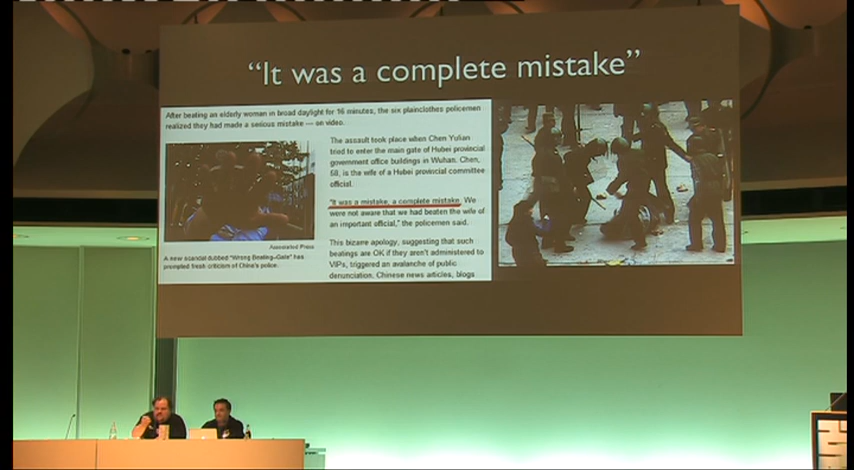 “It was a complete mistake”
After beating an elderly woman in broad daylight for 16 minutes, the six plainclothes policemen
realized they had made a serious mistake — on video.
The assault took place when Chen Yulian
tried to enter the main gate of Hubei provincial
government office buildings in Wuhan. Chen,
is the wife of a Hubei provincial committee
official.
"It was a mistake, a complete mistake. We
were not aware that we had beaten the wife of
an important official," the policemen said.
This bizarre apology, suggesting that such
beatings are OK if they aren't administered to
VIPs, triggered an avalanche of public
denunciation. Chinese news articles, blogs
Associated Press
A new scandal dubbed "Wrong Beating-Gate" has
prompted fresh criticism of China's police.